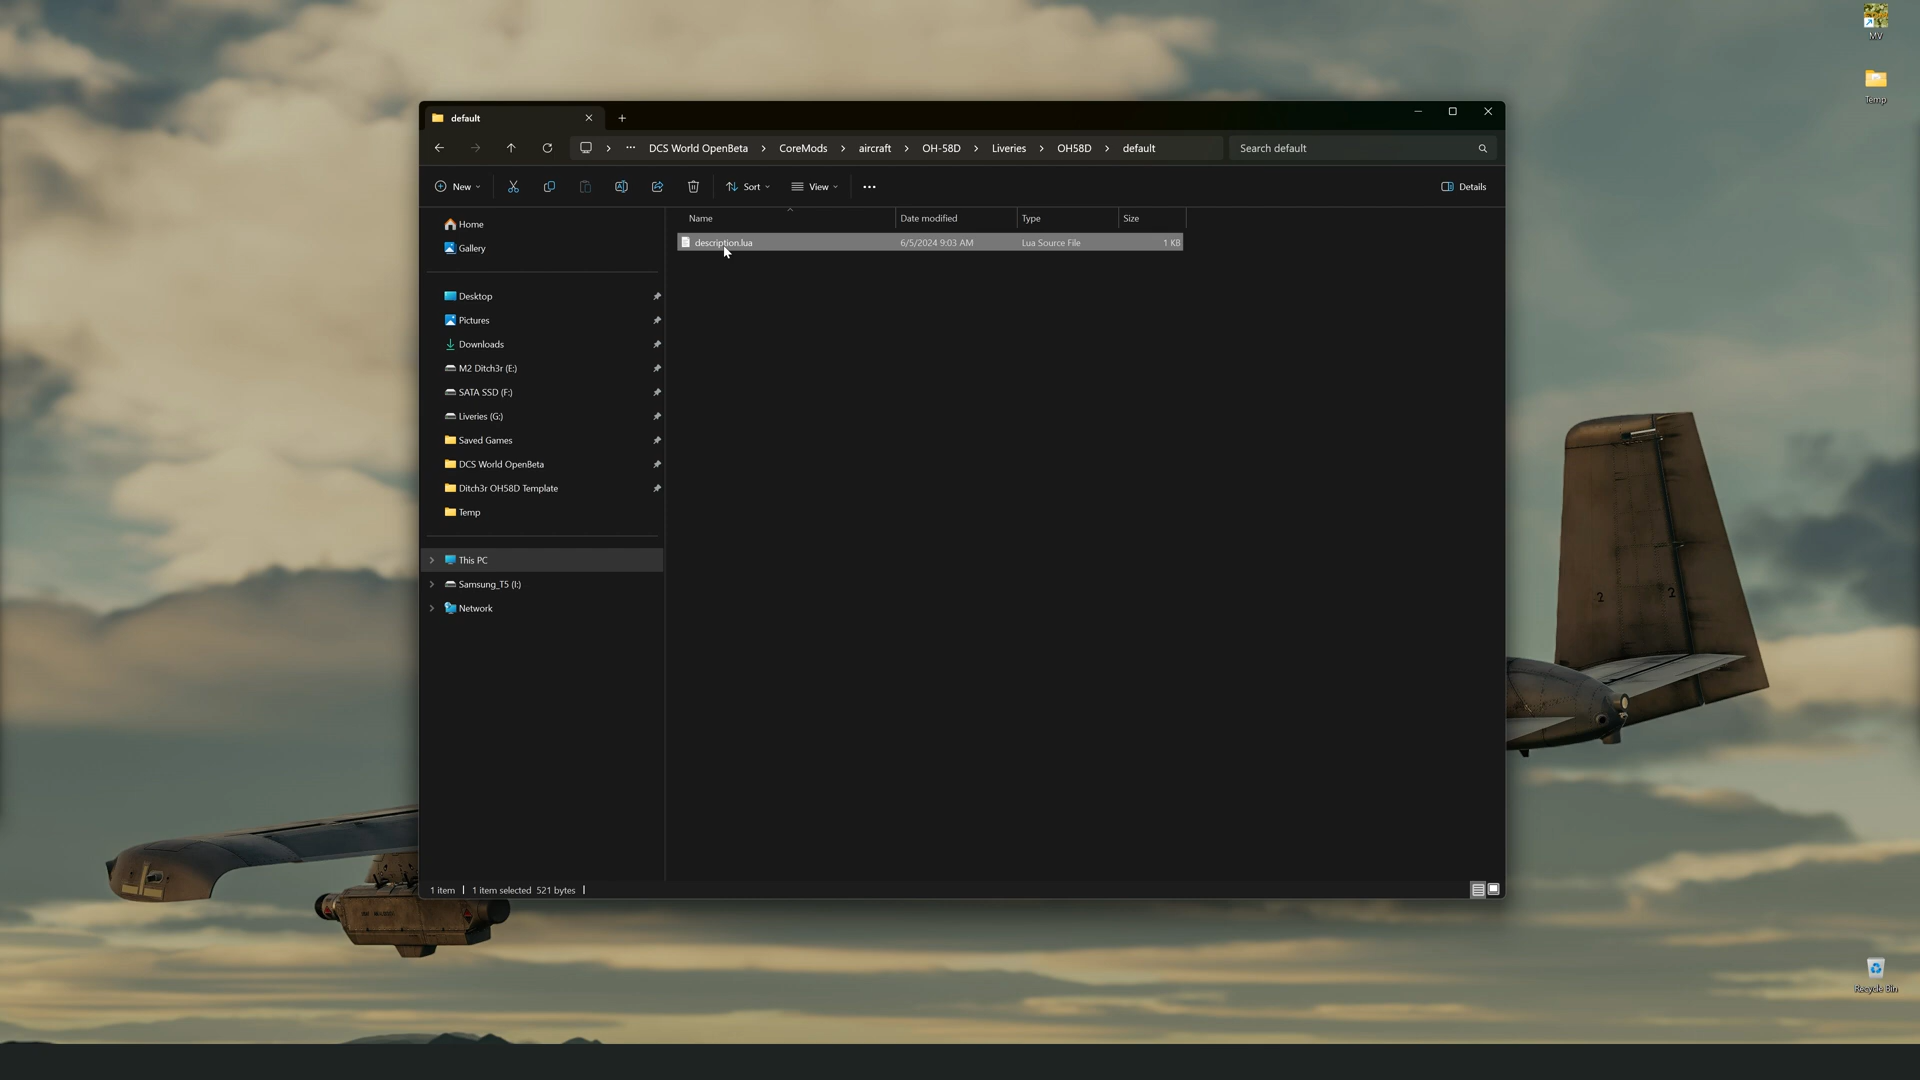 MV
Temp
default
DCS World OpenBeta > CoreMods > aircraft > OH-58D > Liveries > OH58D > default
Search default
New
Sort
View
Details
Name
Date modified
Type
Size
description.lua
6/5/2024 9:03 AM
Lua Source File
1 KB
Home
Gallery
Desktop
Pictures
Downloads
M2 Ditch3r (E:)
SATA SSD (F:)
Liveries (G:)
Saved Games
DCS World OpenBeta
Ditch3r OH58D Template
Temp
This PC
Samsung_T5 (I:)
Network
2
2
1 item
1 item selected 521 bytes
Recycle Bin